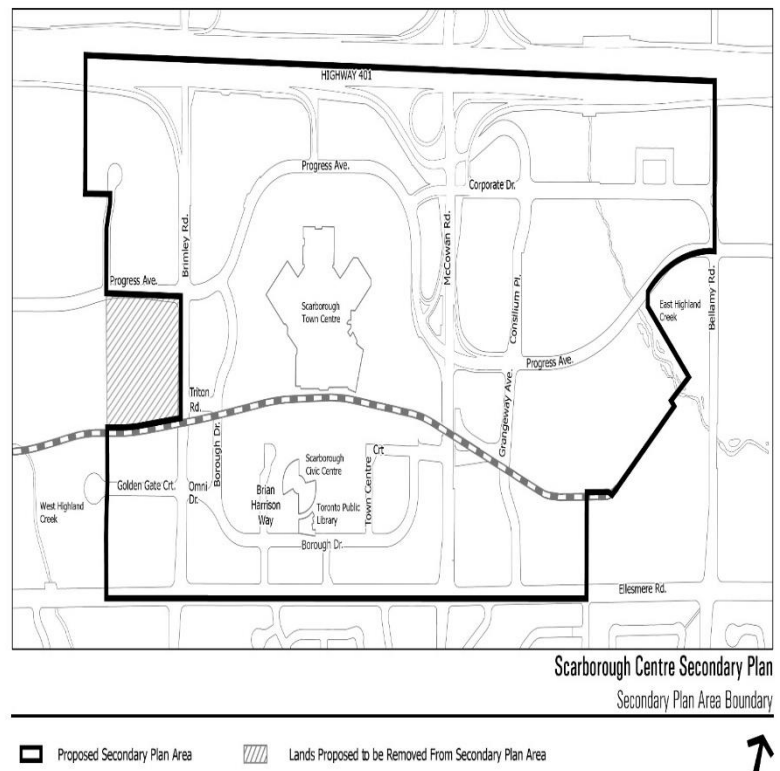 HIGHWAY 401
Progress Ave.
Corporate Dr.
Brimley Rd.
McCowan Rd.
Progress Ave.
Consilium Pl.
Bellamy Rd.
East Highland
Creek
Scarborough
Town Centre
Progress Ave.
Triton
Rd.
Borough Dr.
Grangeway Ave.
Scarborough
Civic Centre
Town Centre
Crt
Golden Gate Crt.
Omni
Dr.
Brian
Harrison
Way
Toronto Public
Library
West Highland
Creek
Borough Dr.
Ellesmere Rd.
Scarborough Centre Secondary Plan
Secondary Plan Area Boundary
Proposed Secondary Plan Area
Lands Proposed to be Removed From Secondary Plan Area